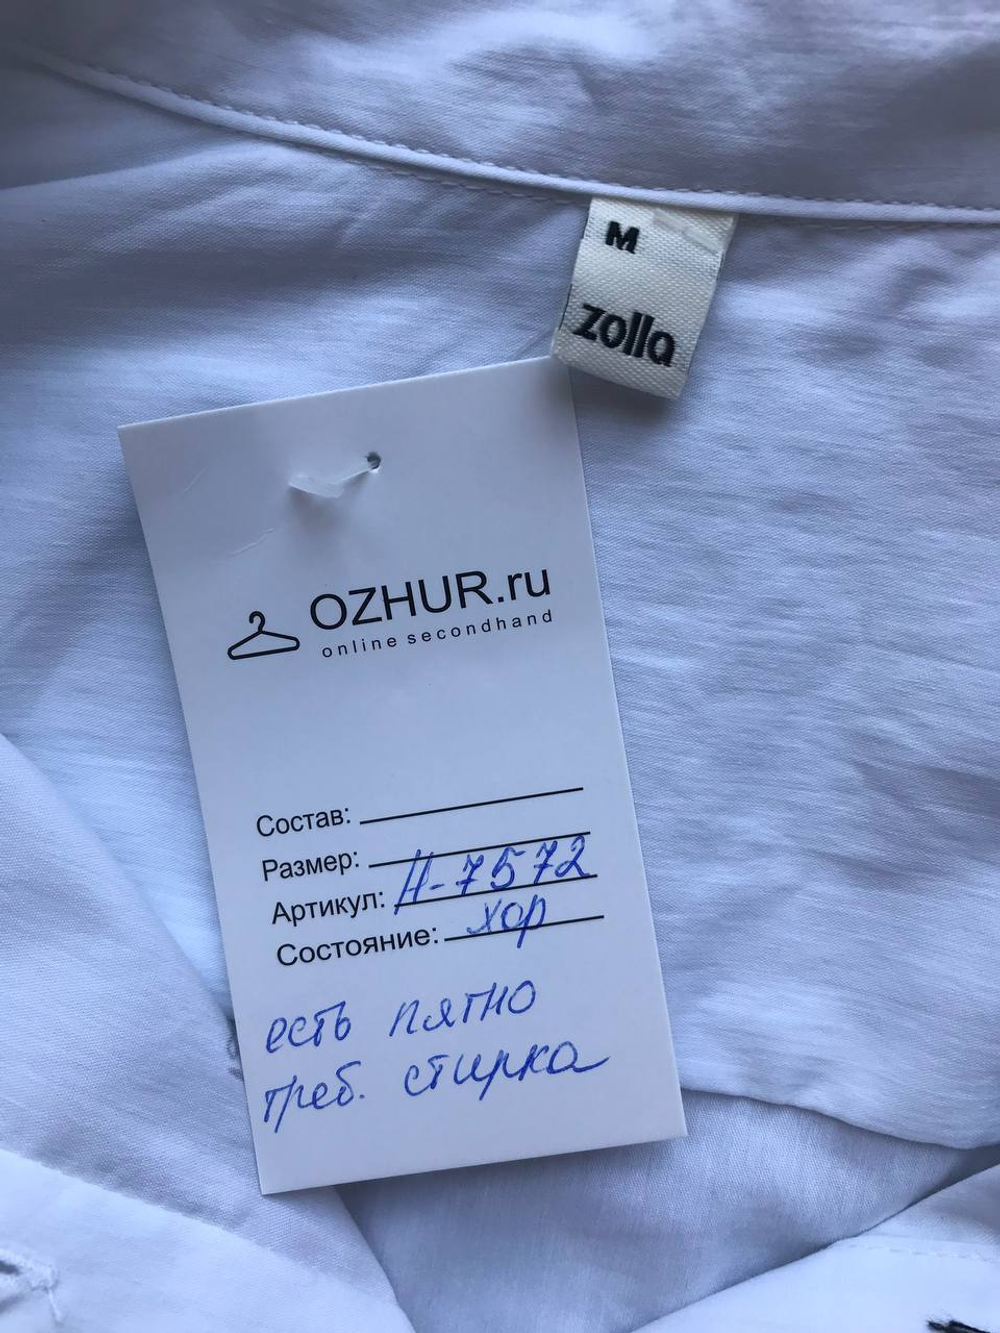 M
zolla
OZHUR.ru
online secondhand
Состав:
Размер:
Артикул: Н-7572
Состояние: хор
есть пятно
треб. стирка